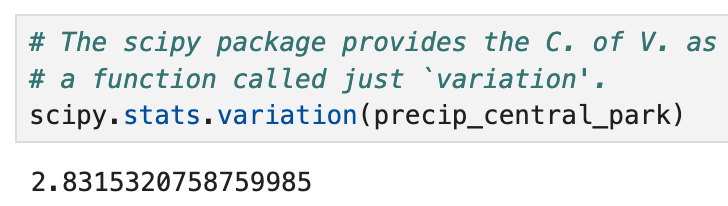 # The scipy package provides the C. of V. as
# a function called just `variation'.
scipy.stats.variation(precip_central_park)
2.8315320758759985